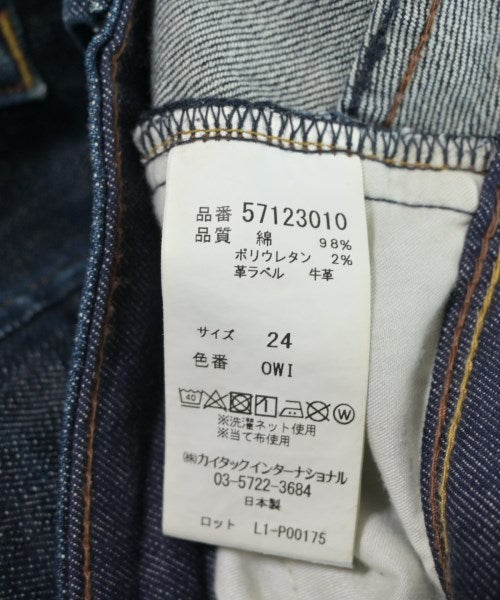 品番 57123010
品質 綿 98%
ポリウレタン 2%
革ラベル 牛革
サイズ 24
色番 OWI
40 W
※洗濯ネット使用
※当て布使用
㈱カイタックインターナショナル
03-5722-3684
日本製
ロット L1-P00175